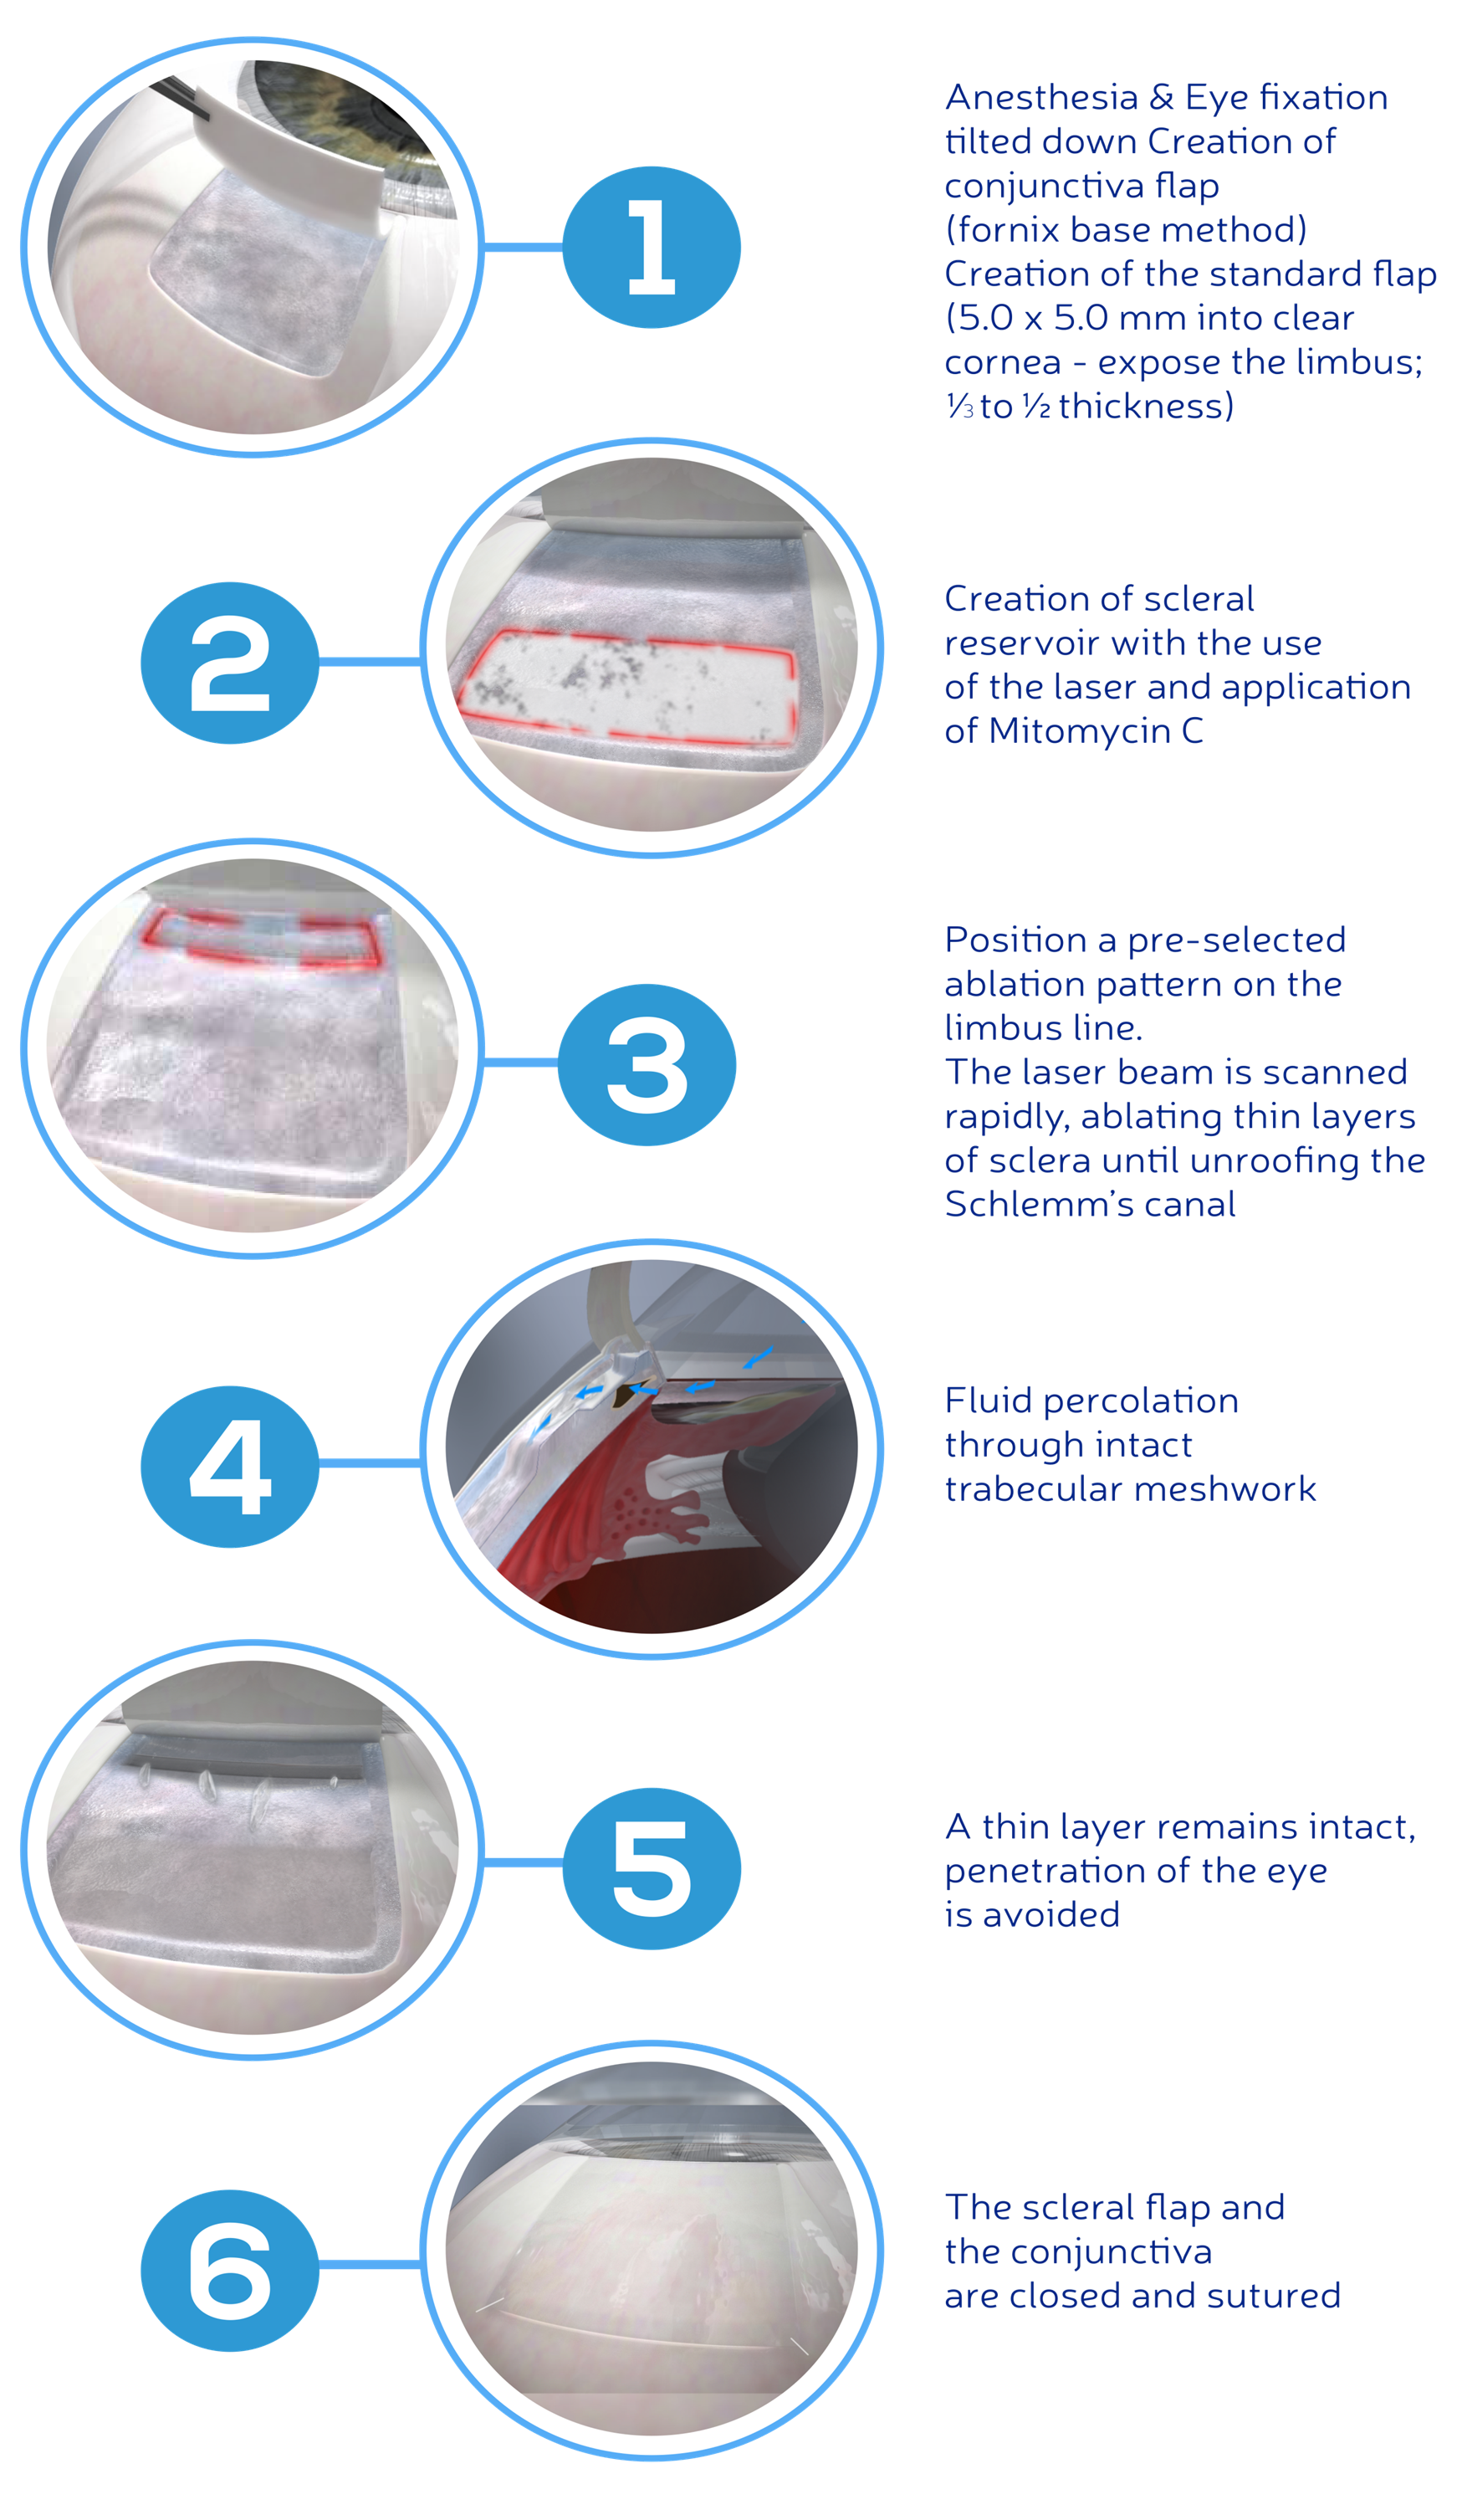 1
Anesthesia & Eye fixation
tilted down Creation of
conjunctiva flap
(fornix base method)
Creation of the standard flap
(5.0 x 5.0 mm into clear
cornea - expose the limbus;
⅓ to ½ thickness)
2
Creation of scleral
reservoir with the use
of the laser and application
of Mitomycin C
3
Position a pre-selected
ablation pattern on the
limbus line.
The laser beam is scanned
rapidly, ablating thin layers
of sclera until unroofing the
Schlemm’s canal
4
Fluid percolation
through intact
trabecular meshwork
5
A thin layer remains intact,
penetration of the eye
is avoided
6
The scleral flap and
the conjunctiva
are closed and sutured